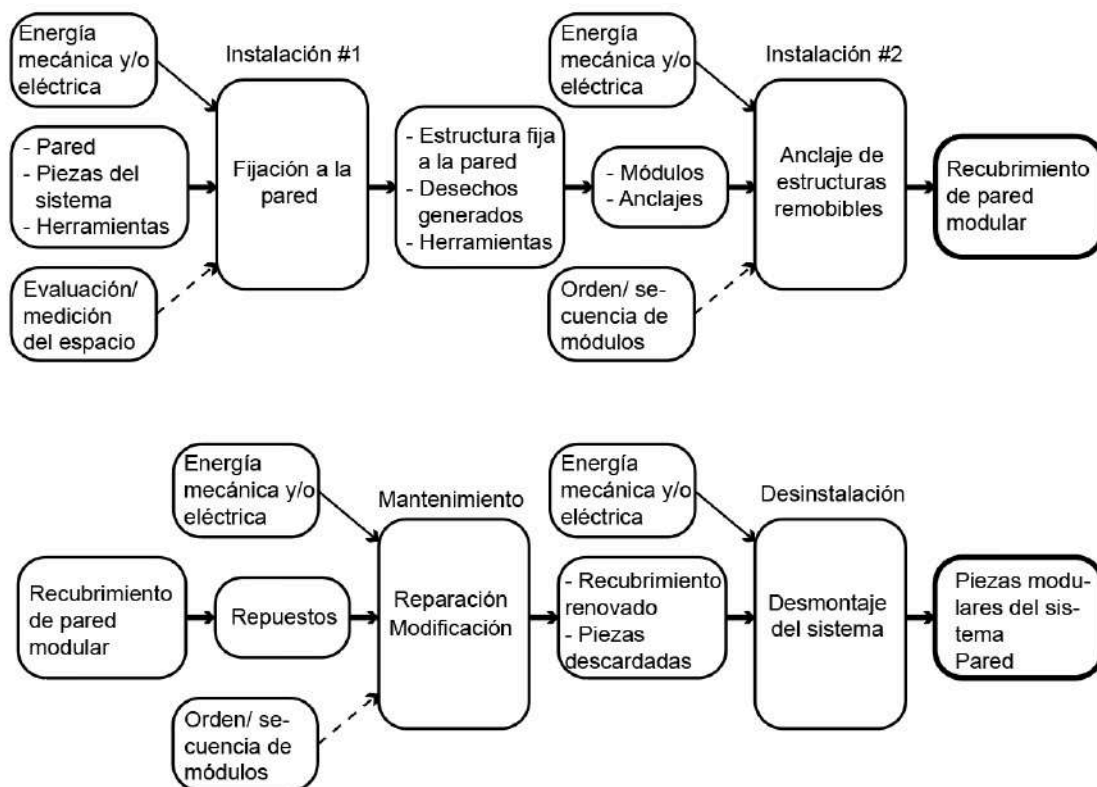 Energía
mecánica y/o
eléctrica
Instalación #1
- Pared
- Piezas del
sistema
- Herramientas
Evaluación/
medición
del espacio
Fijación a la
pared
- Estructura fija
a la pared
- Desechos
generados
- Herramientas
Energía
mecánica y/o
eléctrica
Instalación #2
- Módulos
- Anclajes
Orden/ se-
cuencia de
módulos
Anclaje de
estructuras
remobibles
Recubrimiento
de pared
modular
Recubrimiento
de pared
modular
Repuestos
Energía
mecánica y/o
eléctrica
Mantenimiento
Orden/ se-
cuencia de
módulos
Reparación
Modificación
- Recubrimiento
renovado
- Piezas
descardadas
Energía
mecánica y/o
eléctrica
Desinstalación
Desmontaje
del sistema
Piezas modu-
lares del sis-
tema
Pared